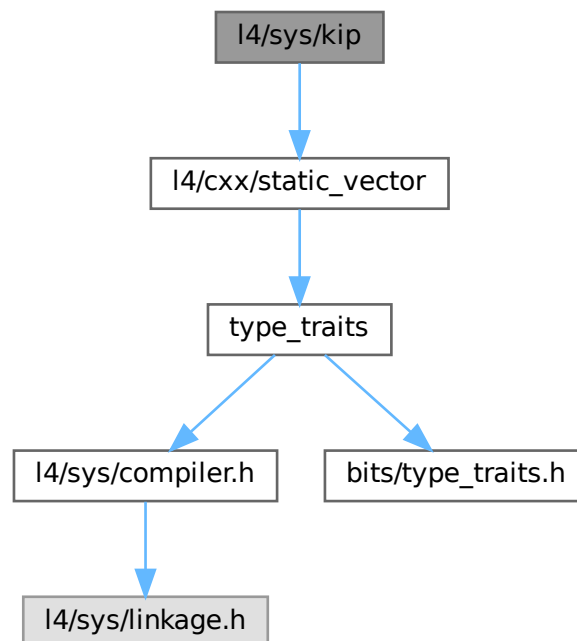 l4/sys/kip
l4/cxx/static_vector
type_traits
l4/sys/compiler.h
bits/type_traits.h
l4/sys/linkage.h